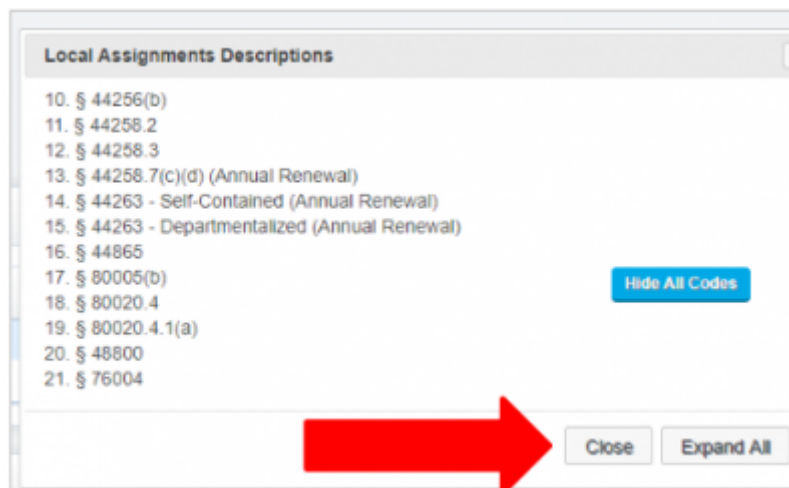 Local Assignments Descriptions
10. § 44256(b)
11. § 44258.2
12. § 44258.3
13. § 44258.7(c)(d) (Annual Renewal)
14. § 44263 - Self-Contained (Annual Renewal)
15. § 44263 - Departmentalized (Annual Renewal)
16. § 44865
17. § 80005(b)
18. § 80020.4
19. § 80020.4.1(a)
20. § 48800
21. § 76004
Hide All Codes
Close
Expand All